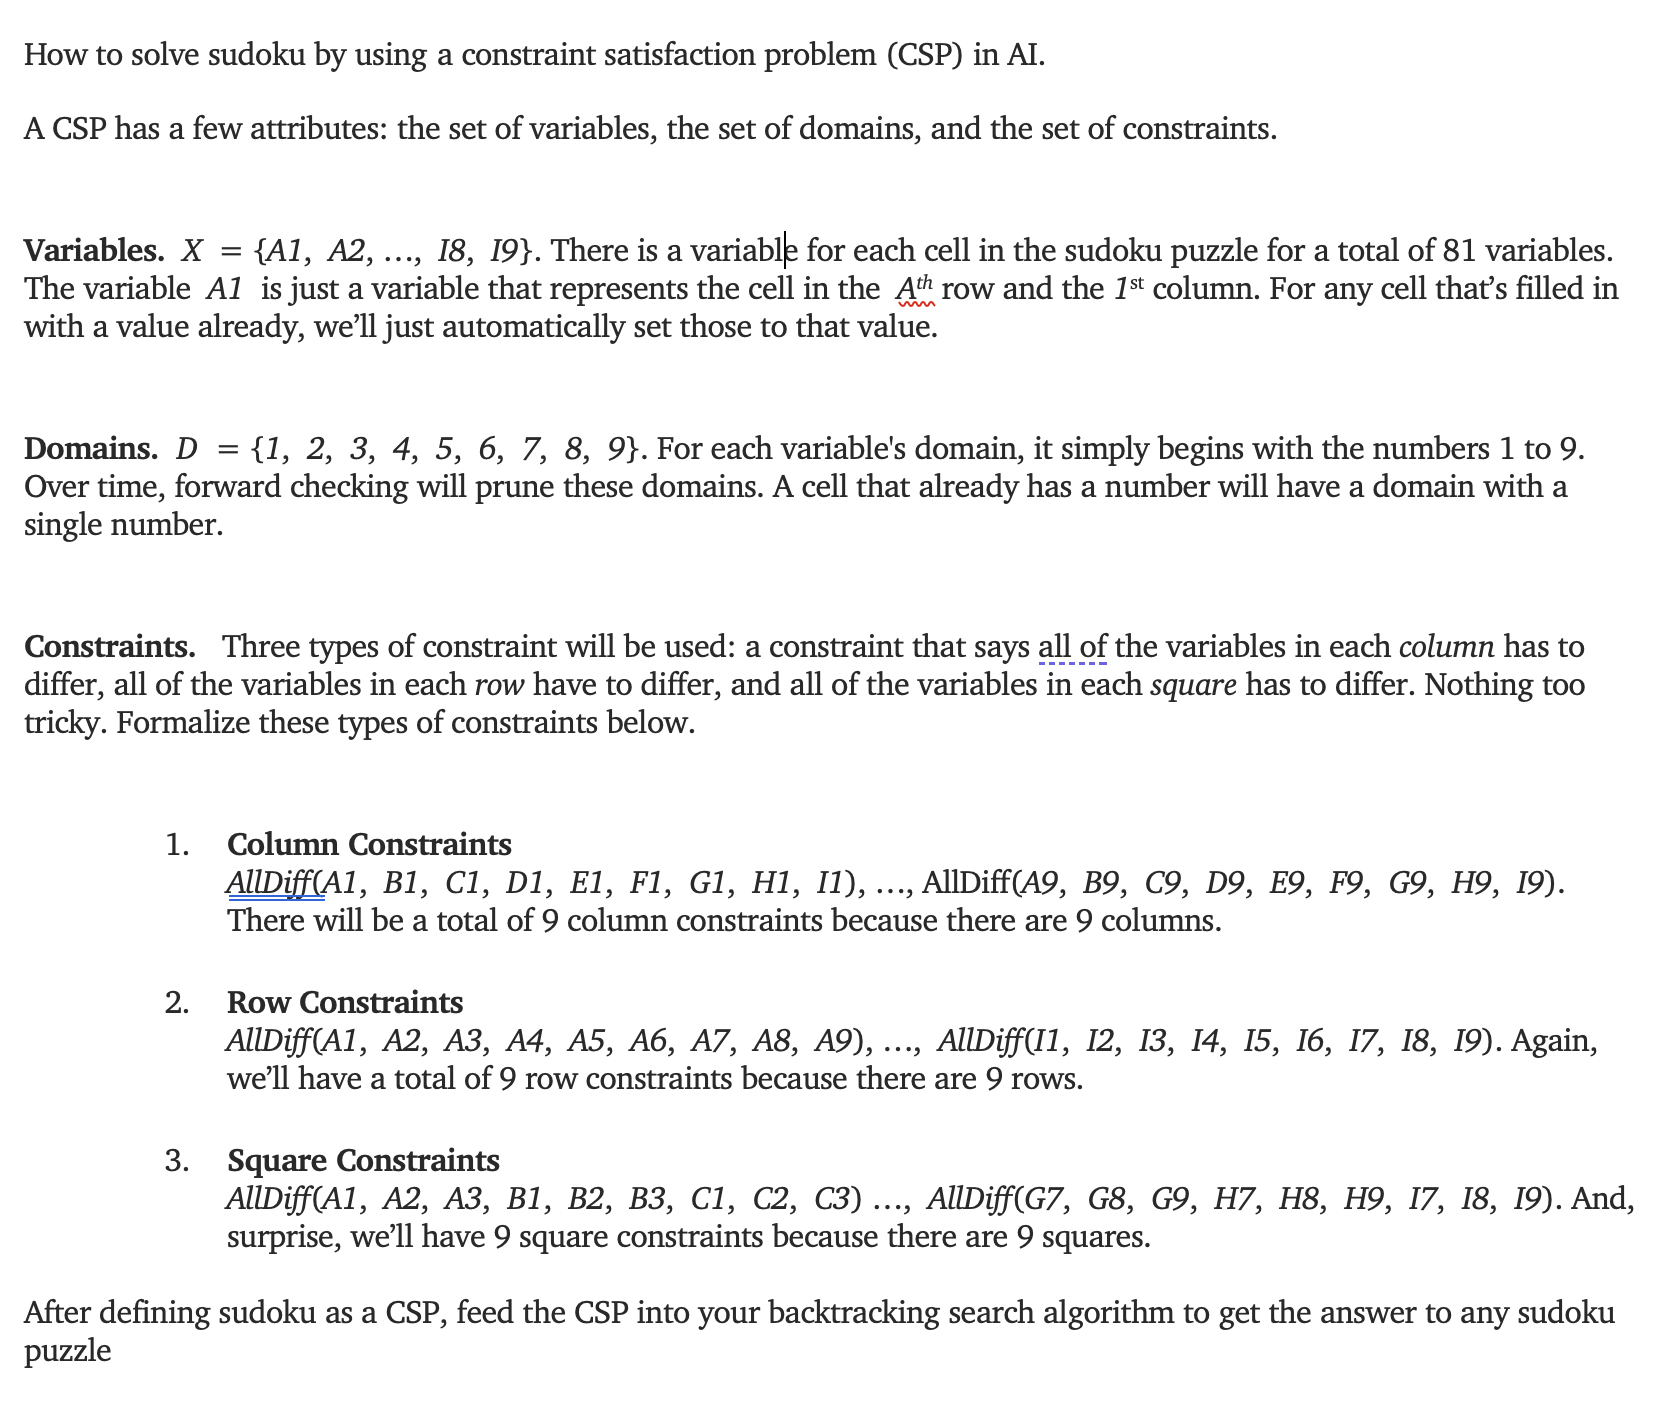 How to solve sudoku by using a constraint satisfaction problem (CSP) in AI.
A CSP has a few attributes: the set of variables, the set of domains, and the set of constraints.
Variables. X = {A1, A2, …, I8, I9}. There is a variable for each cell in the sudoku puzzle for a total of 81 variables.
The variable A1 is just a variable that represents the cell in the Ath row and the 1st column. For any cell that’s filled in
with a value already, we’ll just automatically set those to that value.
Domains. D = {1, 2, 3, 4, 5, 6, 7, 8, 9}. For each variable's domain, it simply begins with the numbers 1 to 9.
Over time, forward checking will prune these domains. A cell that already has a number will have a domain with a
single number.
Constraints. Three types of constraint will be used: a constraint that says all of the variables in each column has to
differ, all of the variables in each row have to differ, and all of the variables in each square has to differ. Nothing too
tricky. Formalize these types of constraints below.
1. Column Constraints
AllDiff(A1, B1, C1, D1, E1, F1, G1, H1, I1), …, AllDiff(A9, B9, C9, D9, E9, F9, G9, H9, I9).
There will be a total of 9 column constraints because there are 9 columns.
2. Row Constraints
AllDiff(A1, A2, A3, A4, A5, A6, A7, A8, A9), …, AllDiff(I1, I2, I3, I4, I5, I6, I7, I8, I9). Again,
we’ll have a total of 9 row constraints because there are 9 rows.
3. Square Constraints
AllDiff(A1, A2, A3, B1, B2, B3, C1, C2, C3) …, AllDiff(G7, G8, G9, H7, H8, H9, I7, I8, I9). And,
surprise, we’ll have 9 square constraints because there are 9 squares.
After defining sudoku as a CSP, feed the CSP into your backtracking search algorithm to get the answer to any sudoku
puzzle